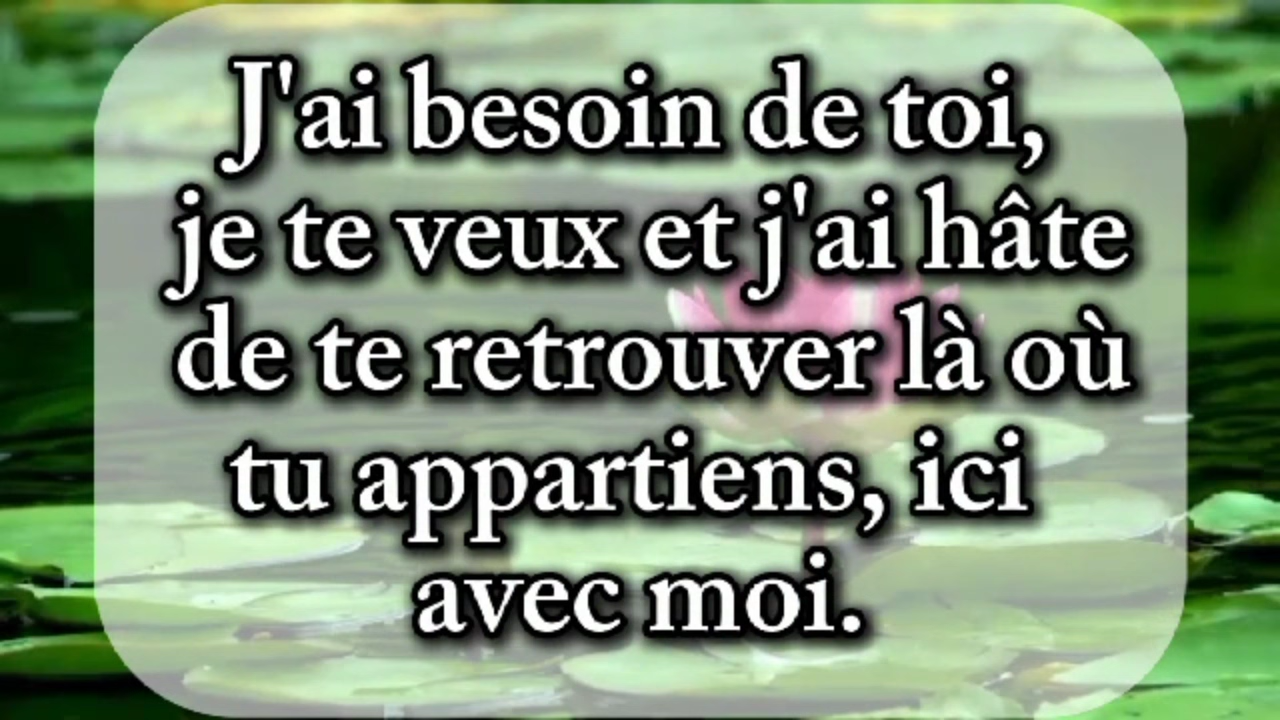 J'ai besoin de toi,
je te veux et j'ai hâte
de te retrouver là où
tu appartiens, ici
avec moi.